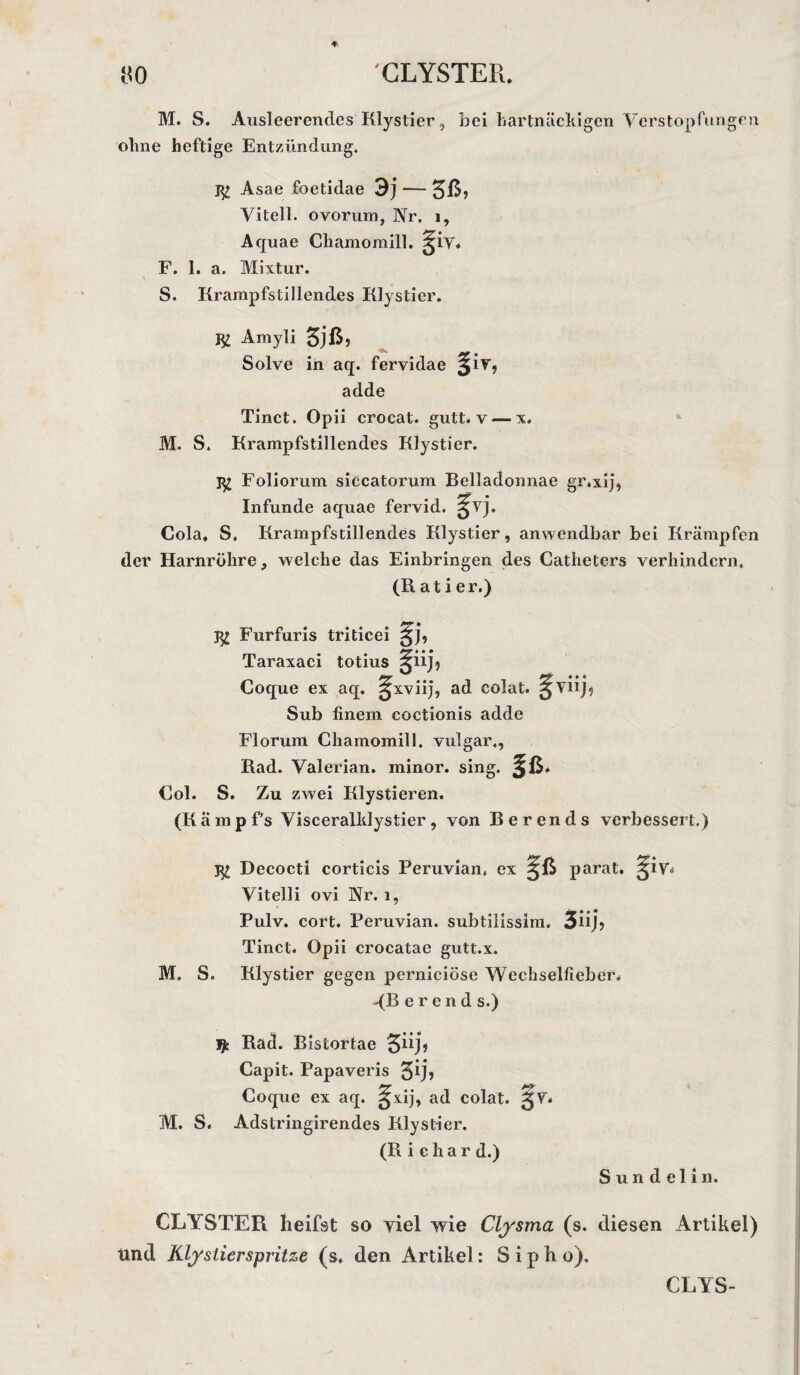 80 CLYSTER.
M. S. Ausleerendes Klystier, bei hartnäckigen Verstopfungen
ohne heftige Entzündung.
℞ Asae foetidae ℈j — ʒß,
Vitell. ovorum, Nr. 1,
Aquae Chamomill. ℥iv.
F. l. a. Mixtur.
S. Krampfstillendes Klystier.
℞ Amyli ʒjß,
Solve in aq. fervidae ℥iv,
adde
Tinct. Opii crocat. gutt. v — x.
M. S. Krampfstillendes Klystier.
℞ Foliorum siccatorum Belladonnae gr.xij,
Infunde aquae fervid. ℥vj.
Cola. S. Krampfstillendes Klystier, anwendbar bei Krämpfen
der Harnröhre, welche das Einbringen des Catheters verhindern.
(Ratier.)
℞ Furfuris triticei ℥j,
Taraxaci totius ℥iij,
Coque ex aq. ℥xviij, ad colat. ℥viij,
Sub finem coctionis adde
Florum Chamomill. vulgar.,
Rad. Valerian. minor. sing. ℥ß.
Col. S. Zu zwei Klystieren.
(Kämpf's Visceralklystier, von Berends verbessert.)
℞ Decocti corticis Peruvian. ex ℥ß parat. ℥iv.
Vitelli ovi Nr. 1,
Pulv. cort. Peruvian. subtilissim. ʒiij,
Tinct. Opii crocatae gutt.x.
M. S. Klystier gegen perniciöse Wechselfieber.
(Berends.)
℞ Rad. Bistortae ʒiij,
Capit. Papaveris ʒij,
Coque ex aq. ℥xij, ad colat. ℥v.
M. S. Adstringirendes Klystier.
(Richard.)
Sundelin.
CLYSTER heifst so viel wie Clysma (s. diesen Artikel)
und Klystierspritze (s. den Artikel: Sipho).
CLYS-